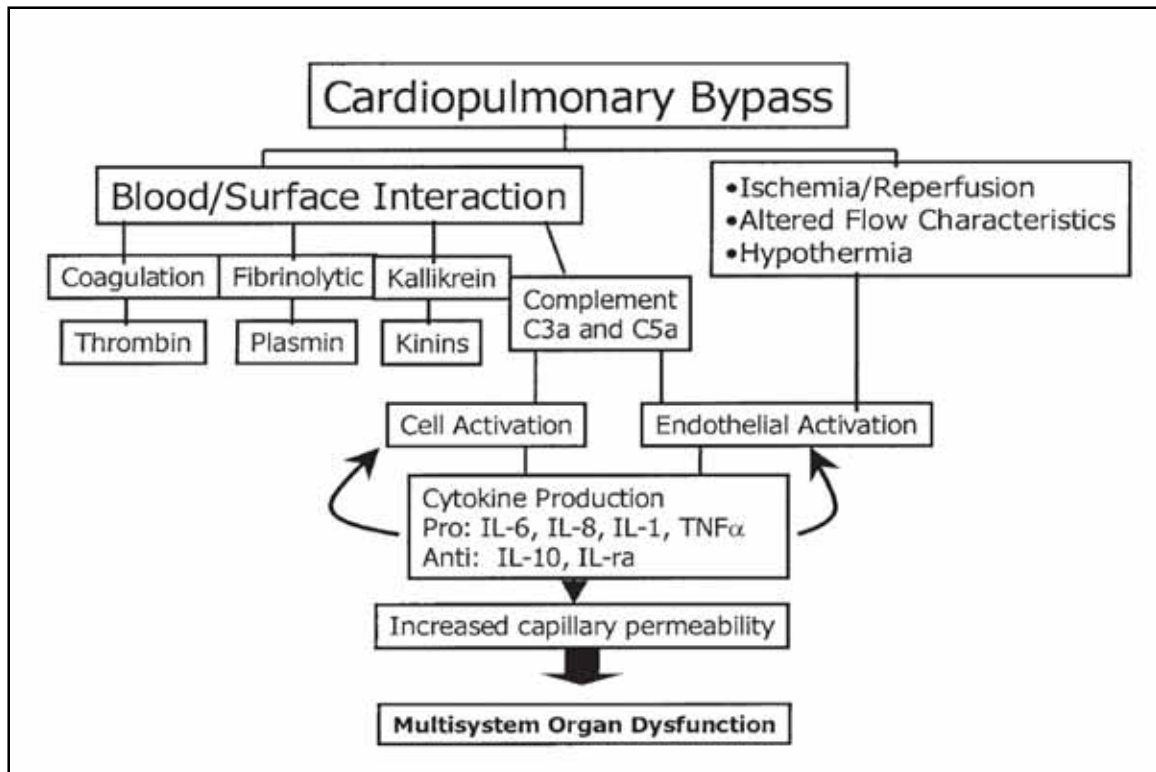 Cardiopulmonary Bypass
Blood/Surface Interaction
•Ischemia/Reperfusion
•Altered Flow Characteristics
•Hypothermia
Coagulation
Fibrinolytic
Kallikrein
Complement
C3a and C5a
Thrombin
Plasmin
Kinins
Cell Activation
Endothelial Activation
Cytokine Production
Pro: IL-6, IL-8, IL-1, TNFα
Anti: IL-10, IL-ra
Increased capillary permeability
Multisystem Organ Dysfunction